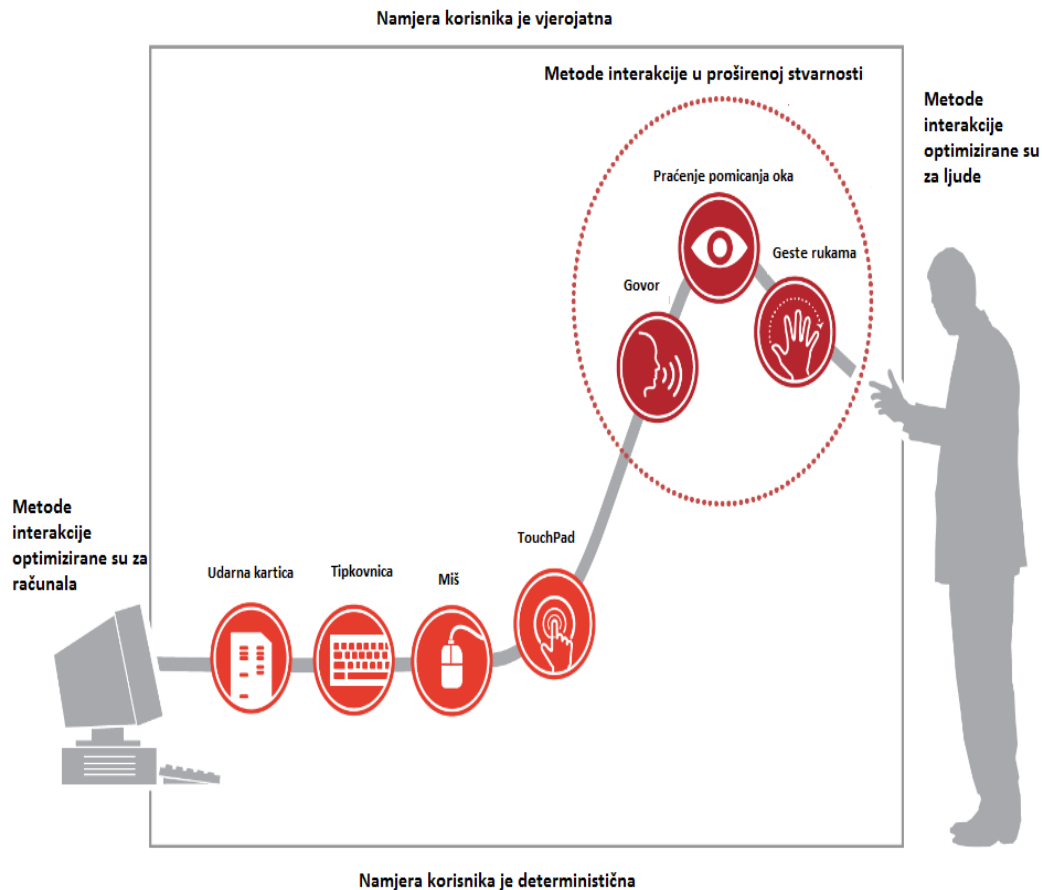 Namjera korisnika je vjerojatna
Metode interakcije u proširenoj stvarnosti
Metode
interakcije
optimizirane su
za ljude
Praćenje pomicanja oka
Geste rukama
Govor
Metode
interakcije
optimizirane su za
računala
TouchPad
Udarna kartica
Tipkovnica
Miš
Namjera korisnika je deterministična